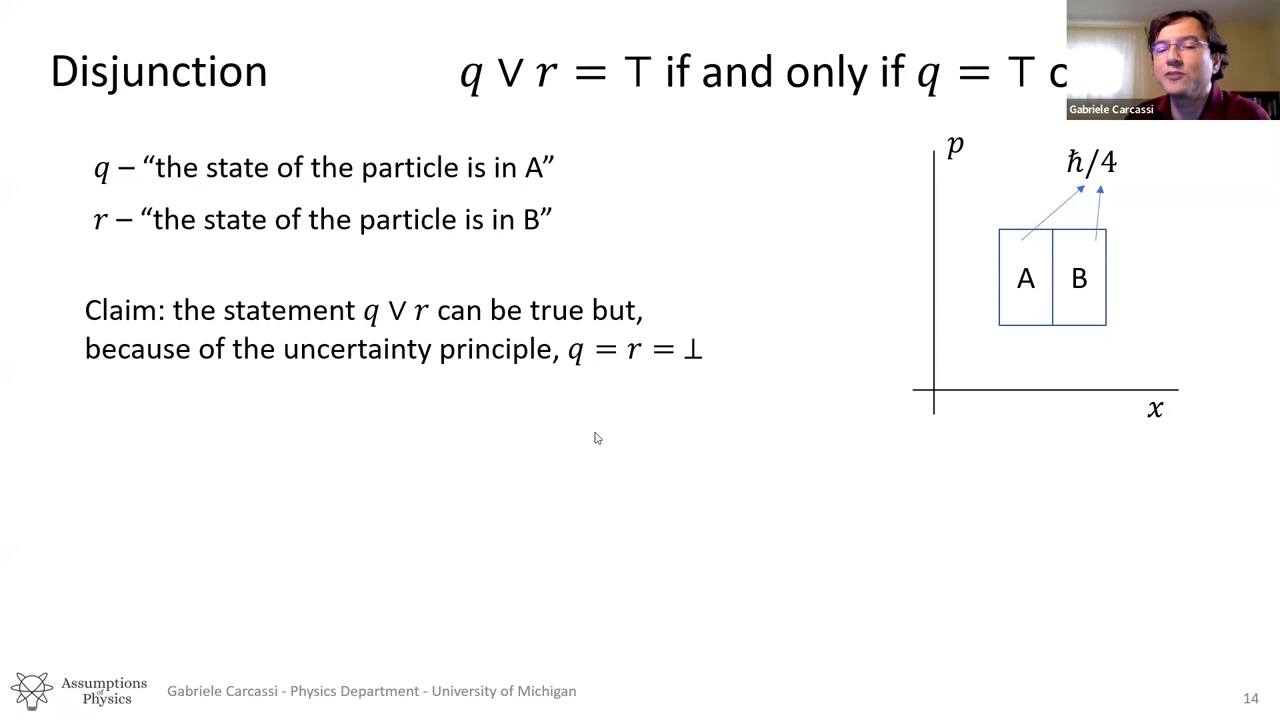 Disjunction
q ∨ r = ⊤ if and only if q = ⊤
Gabriele Carcassi
q – “the state of the particle is in A”
r – “the state of the particle is in B”
p
ħ/4
A B
x
Claim: the statement q ∨ r can be true but,
because of the uncertainty principle, q = r = ⊥
Assumptions
of
Physics
Gabriele Carcassi - Physics Department - University of Michigan
14